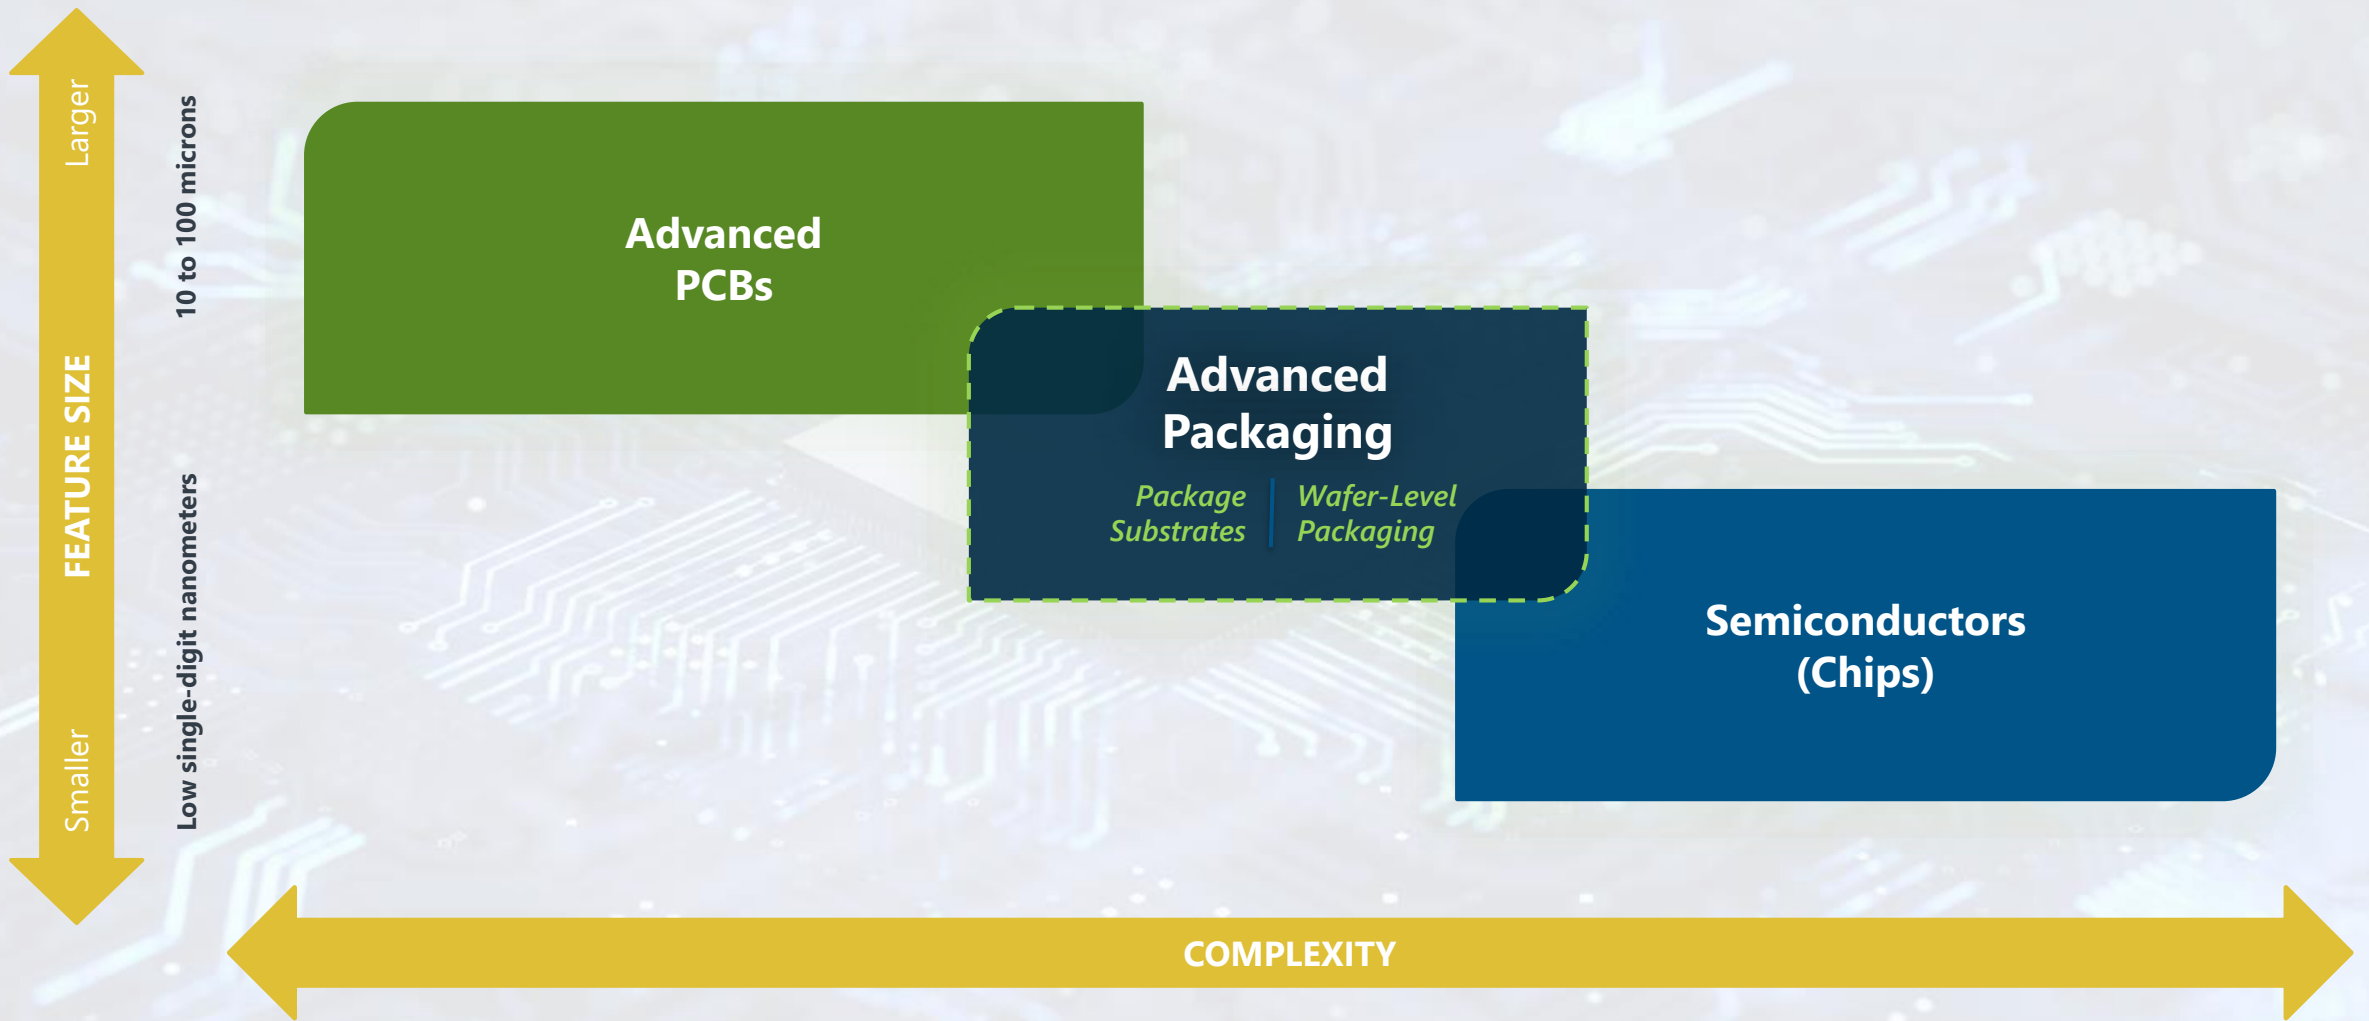 Larger
FEATURE SIZE
Smaller
10 to 100 microns
Low single-digit nanometers
Advanced
PCBs
Advanced
Packaging
Package
Substrates
Wafer-Level
Packaging
Semiconductors
(Chips)
COMPLEXITY